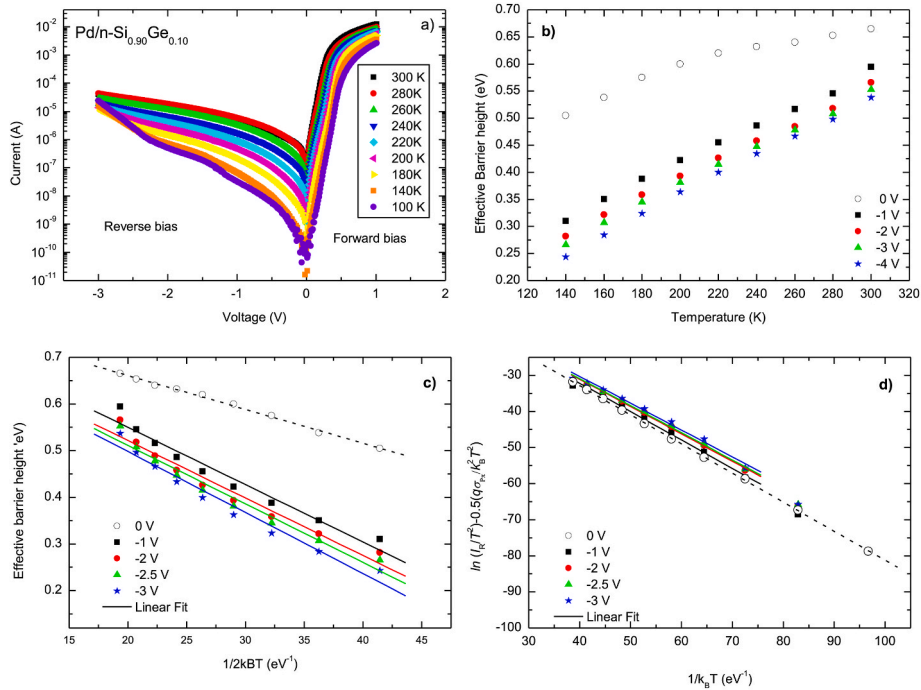 Pd/n-Si0.90Ge0.10
a)
Current (A)
10^-2
10^-3
10^-4
10^-5
10^-6
10^-7
10^-8
10^-9
10^-10
10^-11
300 K
280K
260K
240K
220K
200 K
180K
140K
100 K
Reverse bias
Forward bias
-3 -2 -1 0 1
Voltage (V)
b)
Effective Barrier height (eV)
0.70
0.65
0.60
0.55
0.50
0.45
0.40
0.35
0.30
0.25
0.20
0 V
-1 V
-2 V
-3 V
-4 V
120 140 160 180 200 220 240 260 280 300 320
Temperature (K)
c)
Effective barrier height 'eV)
0.7
0.6
0.5
0.4
0.3
0.2
0 V
-1 V
-2 V
-2.5 V
-3 V
Linear Fit
15 20 25 30 35 40 45
1/2kBT (eV^-1)
d)
ln (I_R/T^2)-0.5(qσ_Ps/k_B^2T^2)
-30
-40
-50
-60
-70
-80
-90
-100
0 V
-1 V
-2 V
-2.5 V
-3 V
Linear Fit
30 40 50 60 70 80 90 100
1/k_BT (eV^-1)